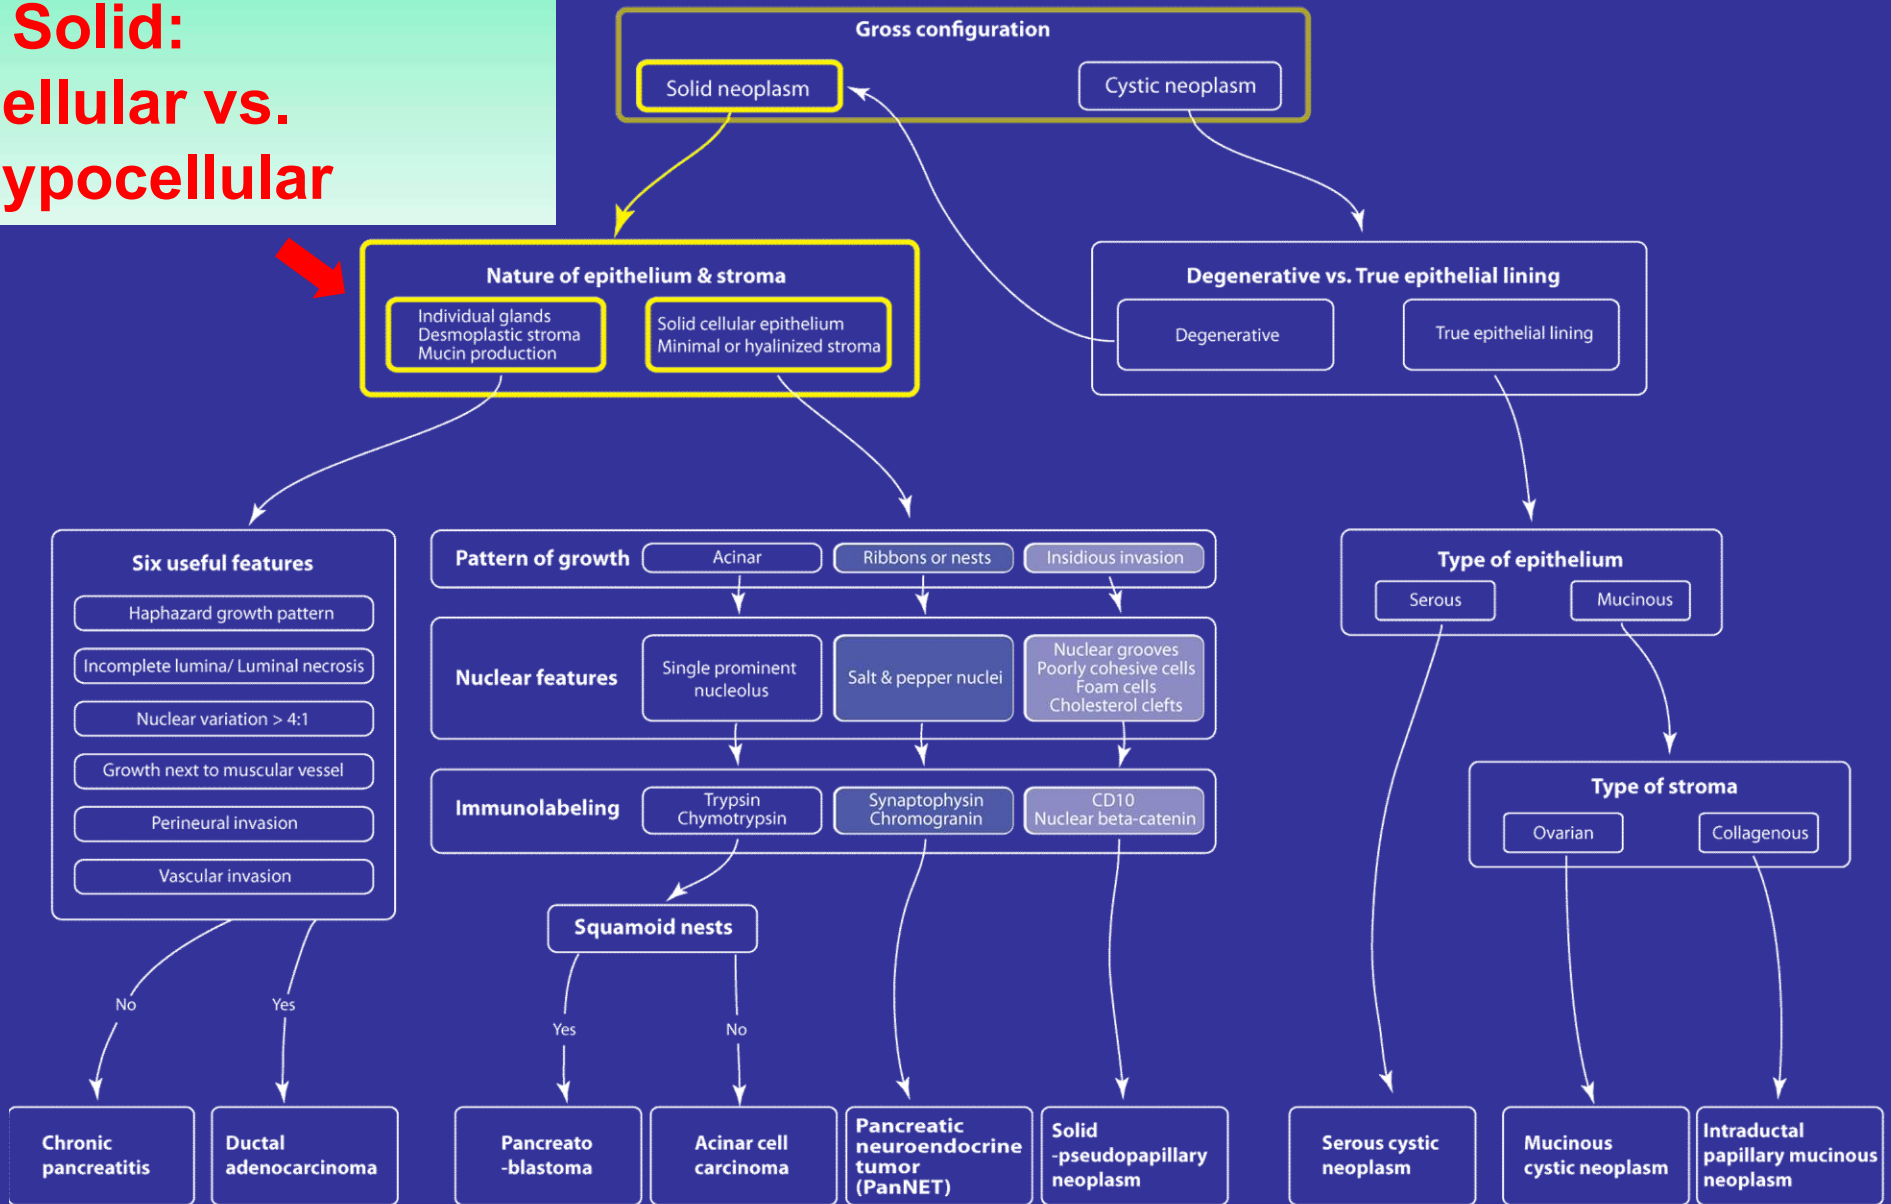 Solid:
ellular vs.
ypocellular
Gross configuration
Solid neoplasm
Cystic neoplasm
Nature of epithelium & stroma
Individual glands
Desmoplastic stroma
Mucin production
Solid cellular epithelium
Minimal or hyalinized stroma
Degenerative vs. True epithelial lining
Degenerative
True epithelial lining
Six useful features
Haphazard growth pattern
Incomplete lumina/ Luminal necrosis
Nuclear variation > 4:1
Growth next to muscular vessel
Perineural invasion
Vascular invasion
Pattern of growth
Acinar
Ribbons or nests
Insidious invasion
Nuclear features
Single prominent
nucleolus
Salt & pepper nuclei
Nuclear grooves
Poorly cohesive cells
Foam cells
Cholesterol clefts
Immunolabeling
Trypsin
Chymotrypsin
Synaptophysin
Chromogranin
CD10
Nuclear beta-catenin
Squamoid nests
Type of epithelium
Serous
Mucinous
Type of stroma
Ovarian
Collagenous
No
Yes
Yes
No
Chronic
pancreatitis
Ductal
adenocarcinoma
Pancreato
-blastoma
Acinar cell
carcinoma
Pancreatic
neuroendocrine
tumor
(PanNET)
Solid
-pseudopapillary
neoplasm
Serous cystic
neoplasm
Mucinous
cystic neoplasm
Intraductal
papillary mucinous
neoplasm